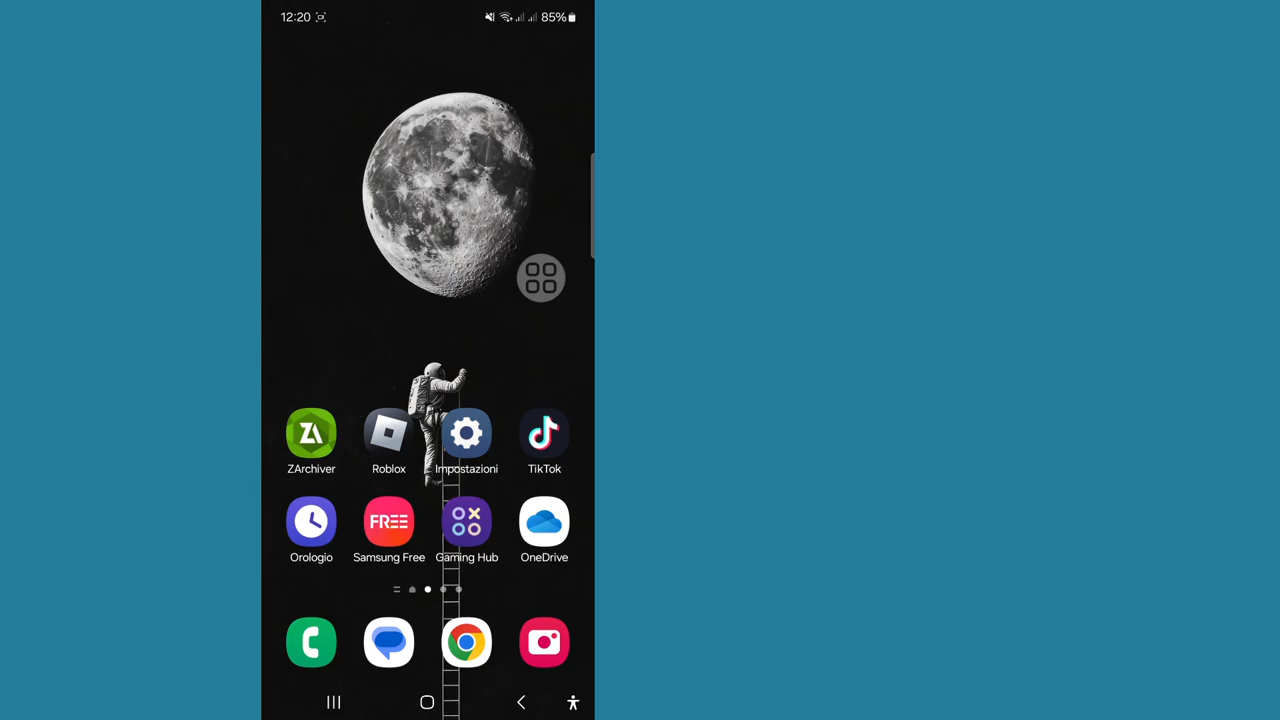 12:20 85%
ZArchiver Roblox Impostazioni TikTok
FREE
Orologio Samsung Free Gaming Hub OneDrive